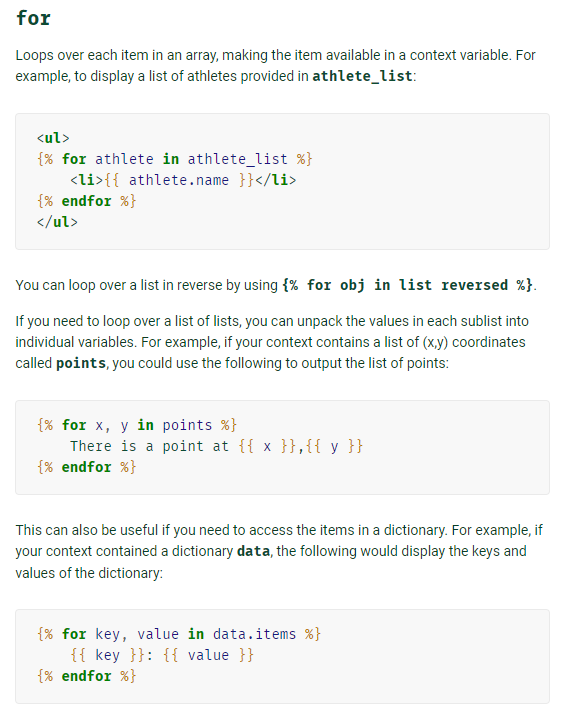 for
Loops over each item in an array, making the item available in a context variable. For
example, to display a list of athletes provided in athlete_list:
<ul>
{% for athlete in athlete_list %}
    <li>{{ athlete.name }}</li>
{% endfor %}
</ul>
You can loop over a list in reverse by using {% for obj in list reversed %}.
If you need to loop over a list of lists, you can unpack the values in each sublist into
individual variables. For example, if your context contains a list of (x,y) coordinates
called points, you could use the following to output the list of points:
{% for x, y in points %}
    There is a point at {{ x }},{{ y }}
{% endfor %}
This can also be useful if you need to access the items in a dictionary. For example, if
your context contained a dictionary data, the following would display the keys and
values of the dictionary:
{% for key, value in data.items %}
    {{ key }}: {{ value }}
{% endfor %}